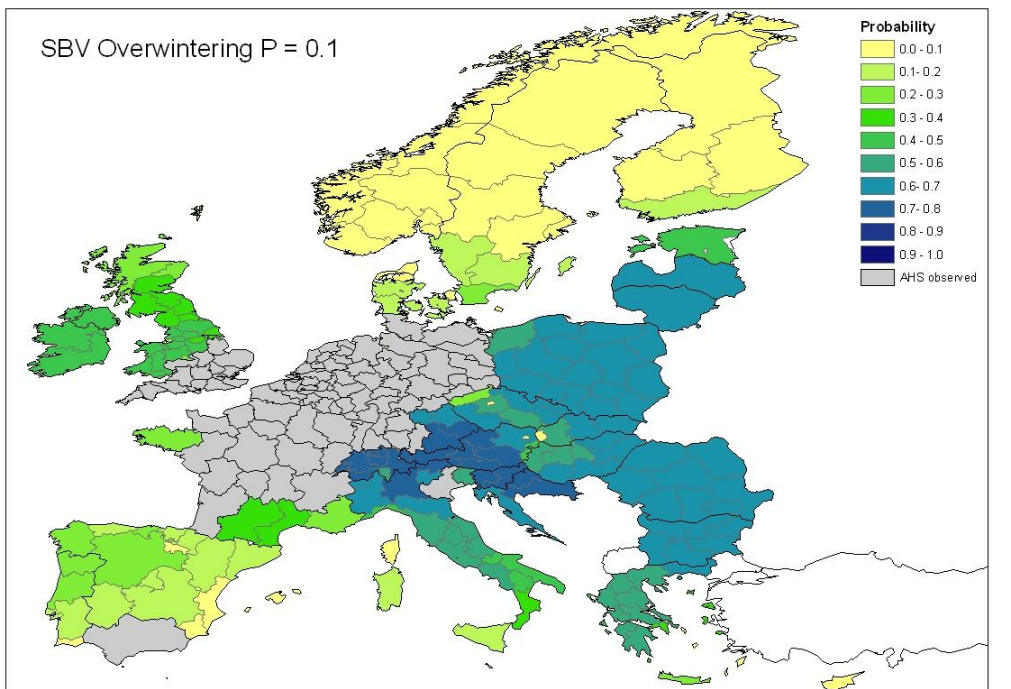 SBV Overwintering P = 0.1
Probability
0.0 - 0.1
0.1- 0.2
0.2 - 0.3
0.3 - 0.4
0.4 - 0.5
0.5 - 0.6
0.6- 0.7
0.7 - 0.8
0.8 - 0.9
0.9 - 1.0
AHS observed